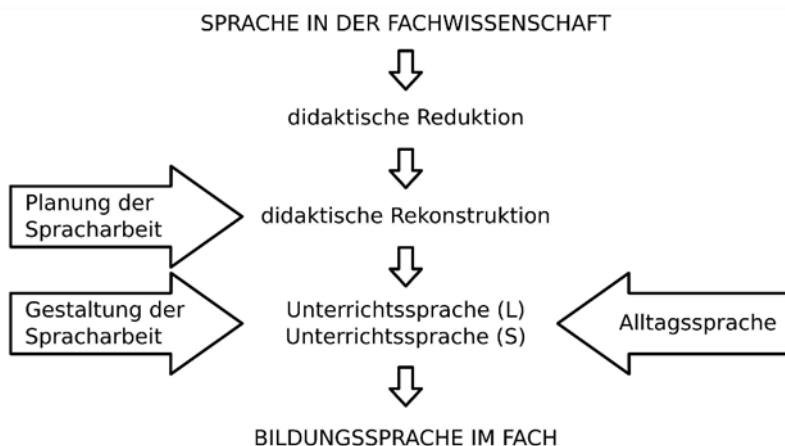 SPRACHE IN DER FACHWISSENSCHAFT
didaktische Reduktion
Planung der
Spracharbeit
didaktische Rekonstruktion
Gestaltung der
Spracharbeit
Unterrichtssprache (L)
Unterrichtssprache (S)
Alltagssprache
BILDUNGSSPRACHE IM FACH